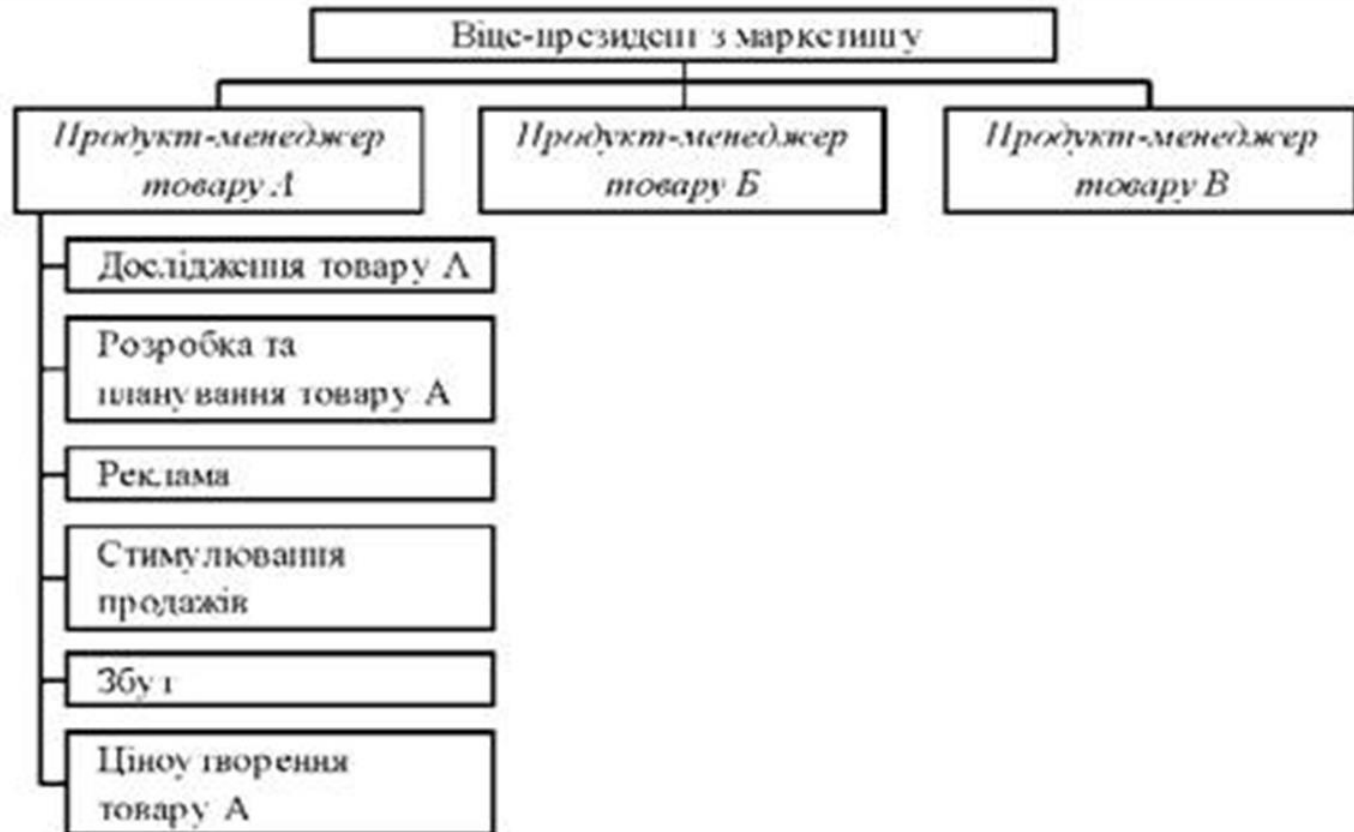 Віце-президент з маркетингу
Продукт-менеджер
товару А
Продукт-менеджер
товару Б
Продукт-менеджер
товару В
Дослідження товару А
Розробка та
планування товару А
Реклама
Стимулювання
продажів
Збут
Ціноутворення
товару А